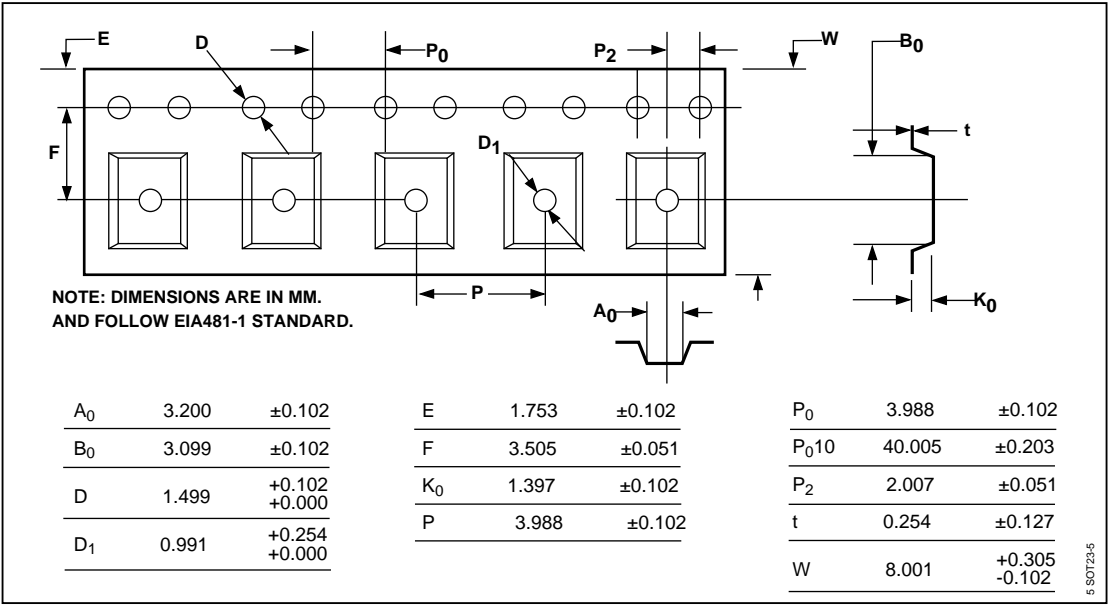 E
D
P0
P2
W
B0
t
F
D1
NOTE: DIMENSIONS ARE IN MM.
AND FOLLOW EIA481-1 STANDARD.
P
A0
K0
A0 3.200 ±0.102
B0 3.099 ±0.102
D 1.499 +0.102
+0.000
D1 0.991 +0.254
+0.000
E 1.753 ±0.102
F 3.505 ±0.051
K0 1.397 ±0.102
P 3.988 ±0.102
P0 3.988 ±0.102
P010 40.005 ±0.203
P2 2.007 ±0.051
t 0.254 ±0.127
W 8.001 +0.305
-0.102
5 SOT23-5